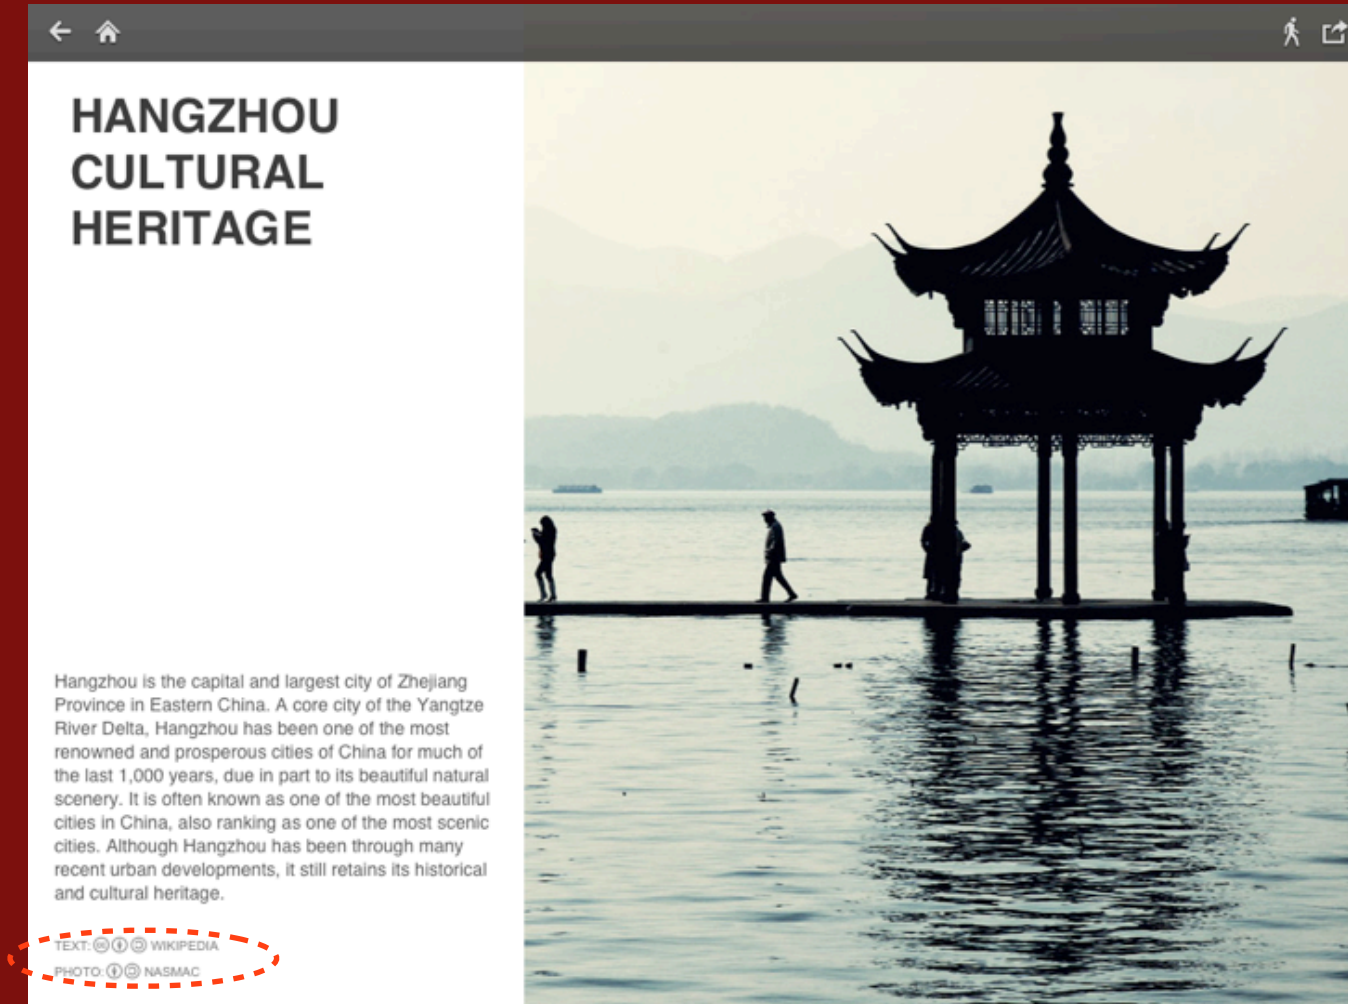 HANGZHOU
CULTURAL
HERITAGE
Hangzhou is the capital and largest city of Zhejiang
Province in Eastern China. A core city of the Yangtze
River Delta, Hangzhou has been one of the most
renowned and prosperous cities of China for much of
the last 1,000 years, due in part to its beautiful natural
scenery. It is often known as one of the most beautiful
cities in China, also ranking as one of the most scenic
cities. Although Hangzhou has been through many
recent urban developments, it still retains its historical
and cultural heritage.
TEXT: WIKIPEDIA
PHOTO: NASMAC